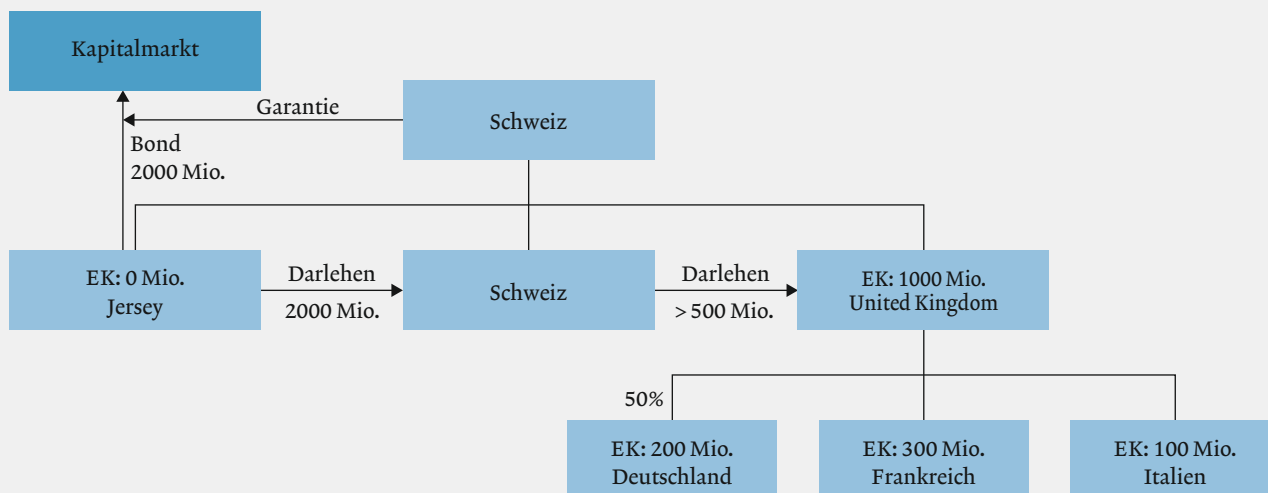 Kapitalmarkt
Garantie
Schweiz
Bond
2000 Mio.
EK: 0 Mio.
Jersey
Darlehen
2000 Mio.
Schweiz
Darlehen
> 500 Mio.
EK: 1000 Mio.
United Kingdom
50%
EK: 200 Mio.
Deutschland
EK: 300 Mio.
Frankreich
EK: 100 Mio.
Italien